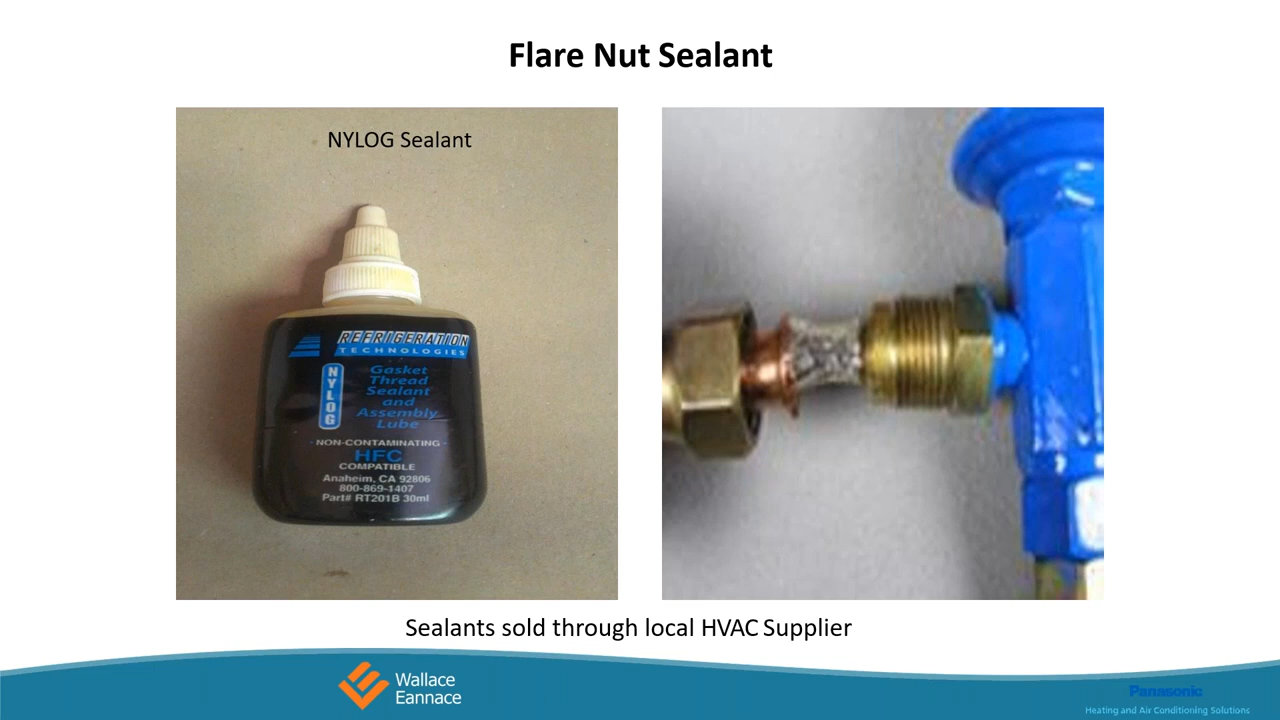 Flare Nut Sealant
NYLOG Sealant
REFRIGERATION
TECHNOLOGIES
NYLOG
Gasket
Thread
Sealant
and
Assembly
Lube
- NON-CONTAMINATING -
HFC
COMPATIBLE
Anaheim, CA 92806
800-869-1407
Part# RT201B 30ml
Sealants sold through local HVAC Supplier
Wallace
Eannace
Panasonic
Heating and Air Conditioning Solutions